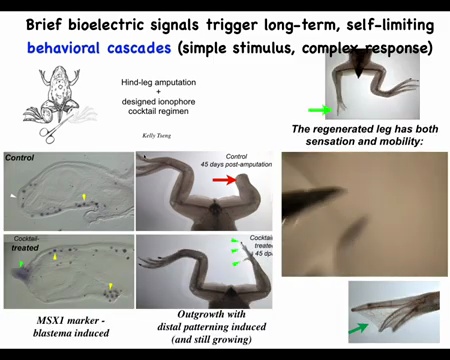 Brief bioelectric signals trigger long-term, self-limiting
behavioral cascades (simple stimulus, complex response)
Hind-leg amputation
+
designed ionophore
cocktail regimen
Kelly Tseng
The regenerated leg has both
sensation and mobility:
Control
Control
45 days post-amputation
Cocktail-
treated
Cocktail
treated
45 dpa
MSX1 marker -
blastema induced
Outgrowth with
distal patterning induced
(and still growing)